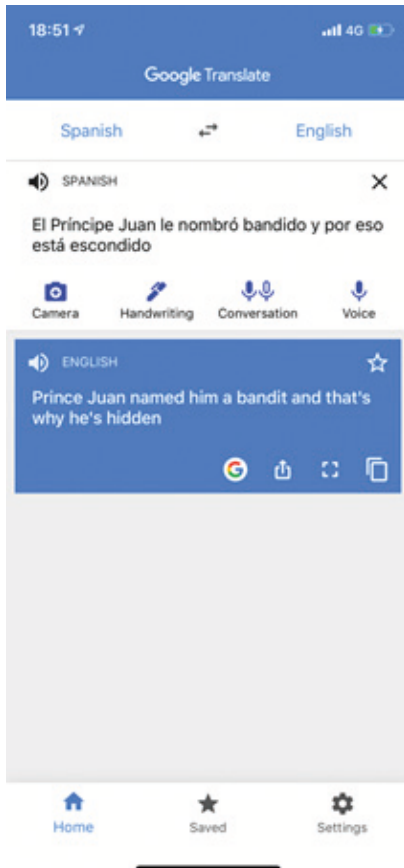 18:51 4G
Google Translate
Spanish English
SPANISH
El Príncipe Juan le nombró bandido y por eso
está escondido
Camera Handwriting Conversation Voice
ENGLISH
Prince Juan named him a bandit and that's
why he's hidden
G
Home Saved Settings